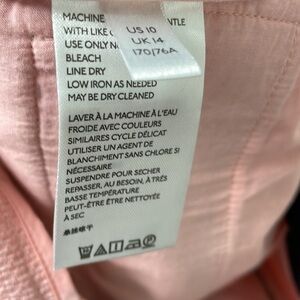 MACHINE
NTLE
WITH LIKE
US 10
USE ONLY
UK 14
BLEACH
170/76A
LINE DRY
LOW IRON AS NEEDED
MAY BE DRY CLEANED
LAVER À LA MACHINE À L'EAU
FROIDE AVEC COULEURS
SIMILAIRES CYCLE DÉLICAT
UTILISER UN AGENT DE
BLANCHIMENT SANS CHLORE SI
NÉCESSAIRE
SUSPENDRE POUR SÉCHER
REPASSER, AU BESOIN, À TRÈS
BASSE TEMPÉRATURE
PEUT-ÊTRE ÊTRE NETTOYÉE
À SEC